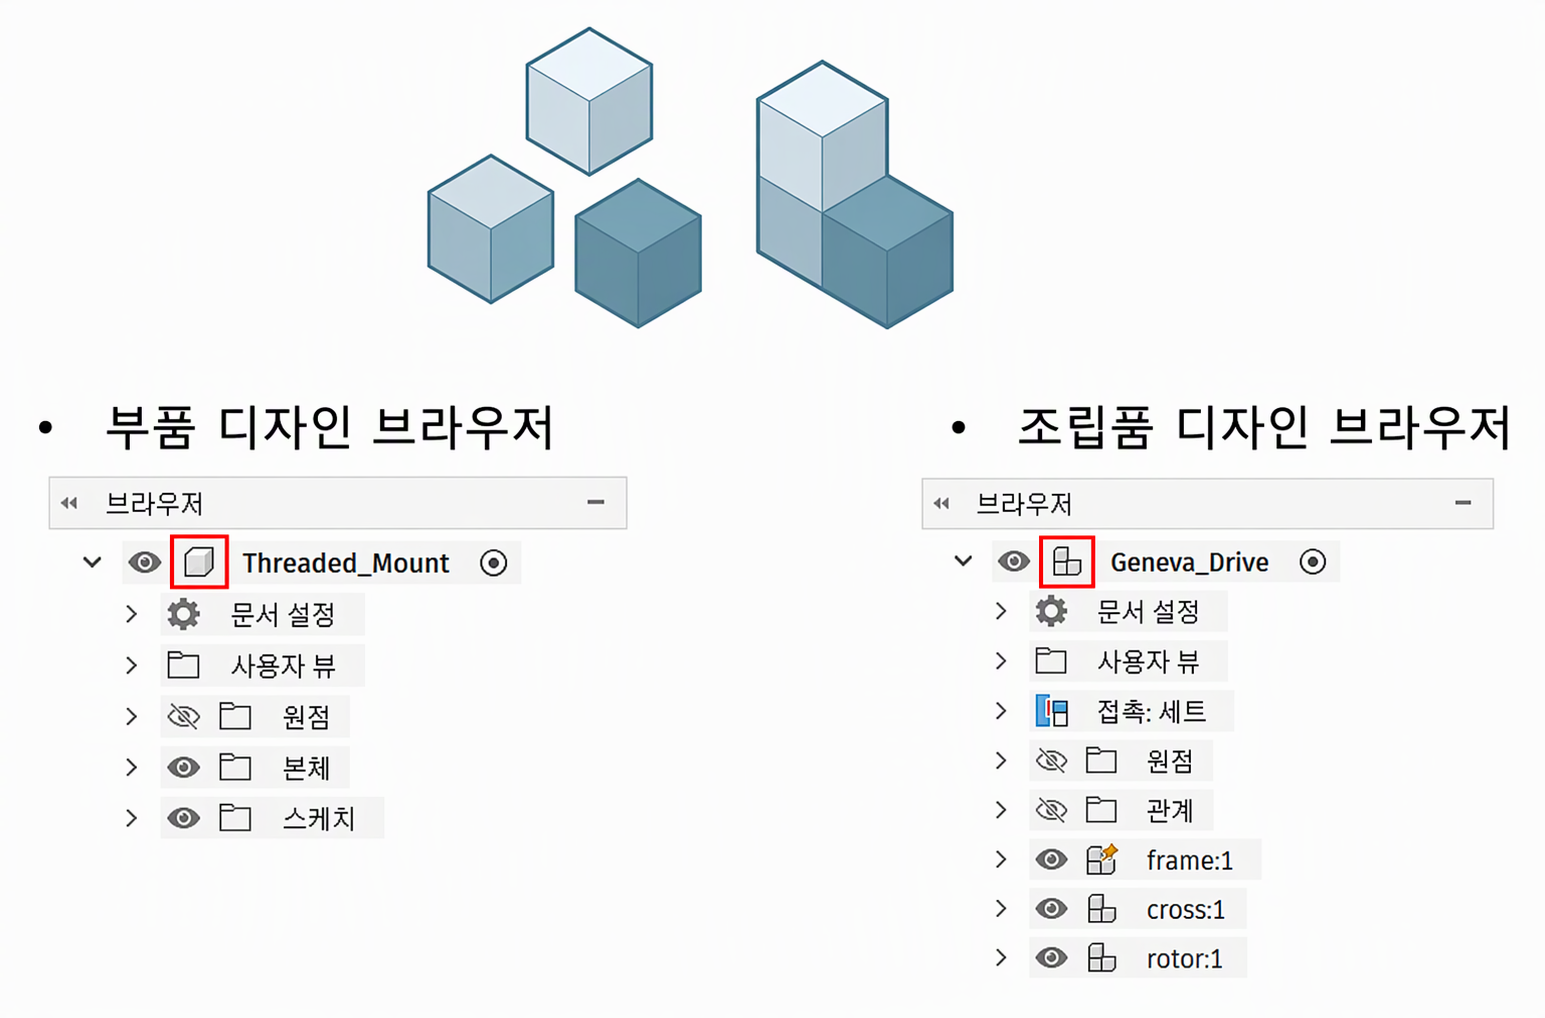 • 부품 디자인 브라우저
브라우저
Threaded_Mount
문서 설정
사용자 뷰
원점
본체
스케치
• 조립품 디자인 브라우저
브라우저
Geneva_Drive
문서 설정
사용자 뷰
접촉: 세트
원점
관계
frame:1
cross:1
rotor:1